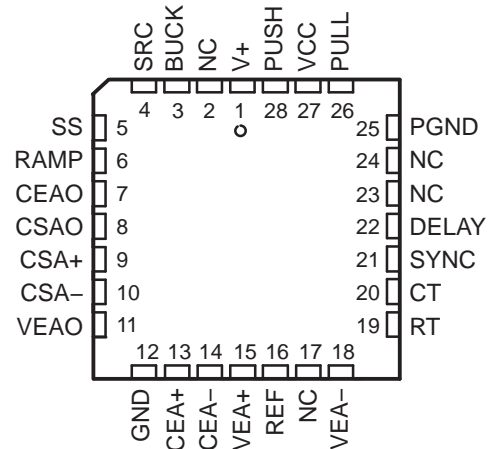 SRC
BUCK
NC
V+
PUSH
VCC
PULL
4 3 2 1 28 27 26
SS 5 25 PGND
RAMP 6 24 NC
CEAO 7 23 NC
CSAO 8 22 DELAY
CSA+ 9 21 SYNC
CSA– 10 20 CT
VEAO 11 19 RT
12 13 14 15 16 17 18
GND
CEA+
CEA–
VEA+
REF
NC
VEA–